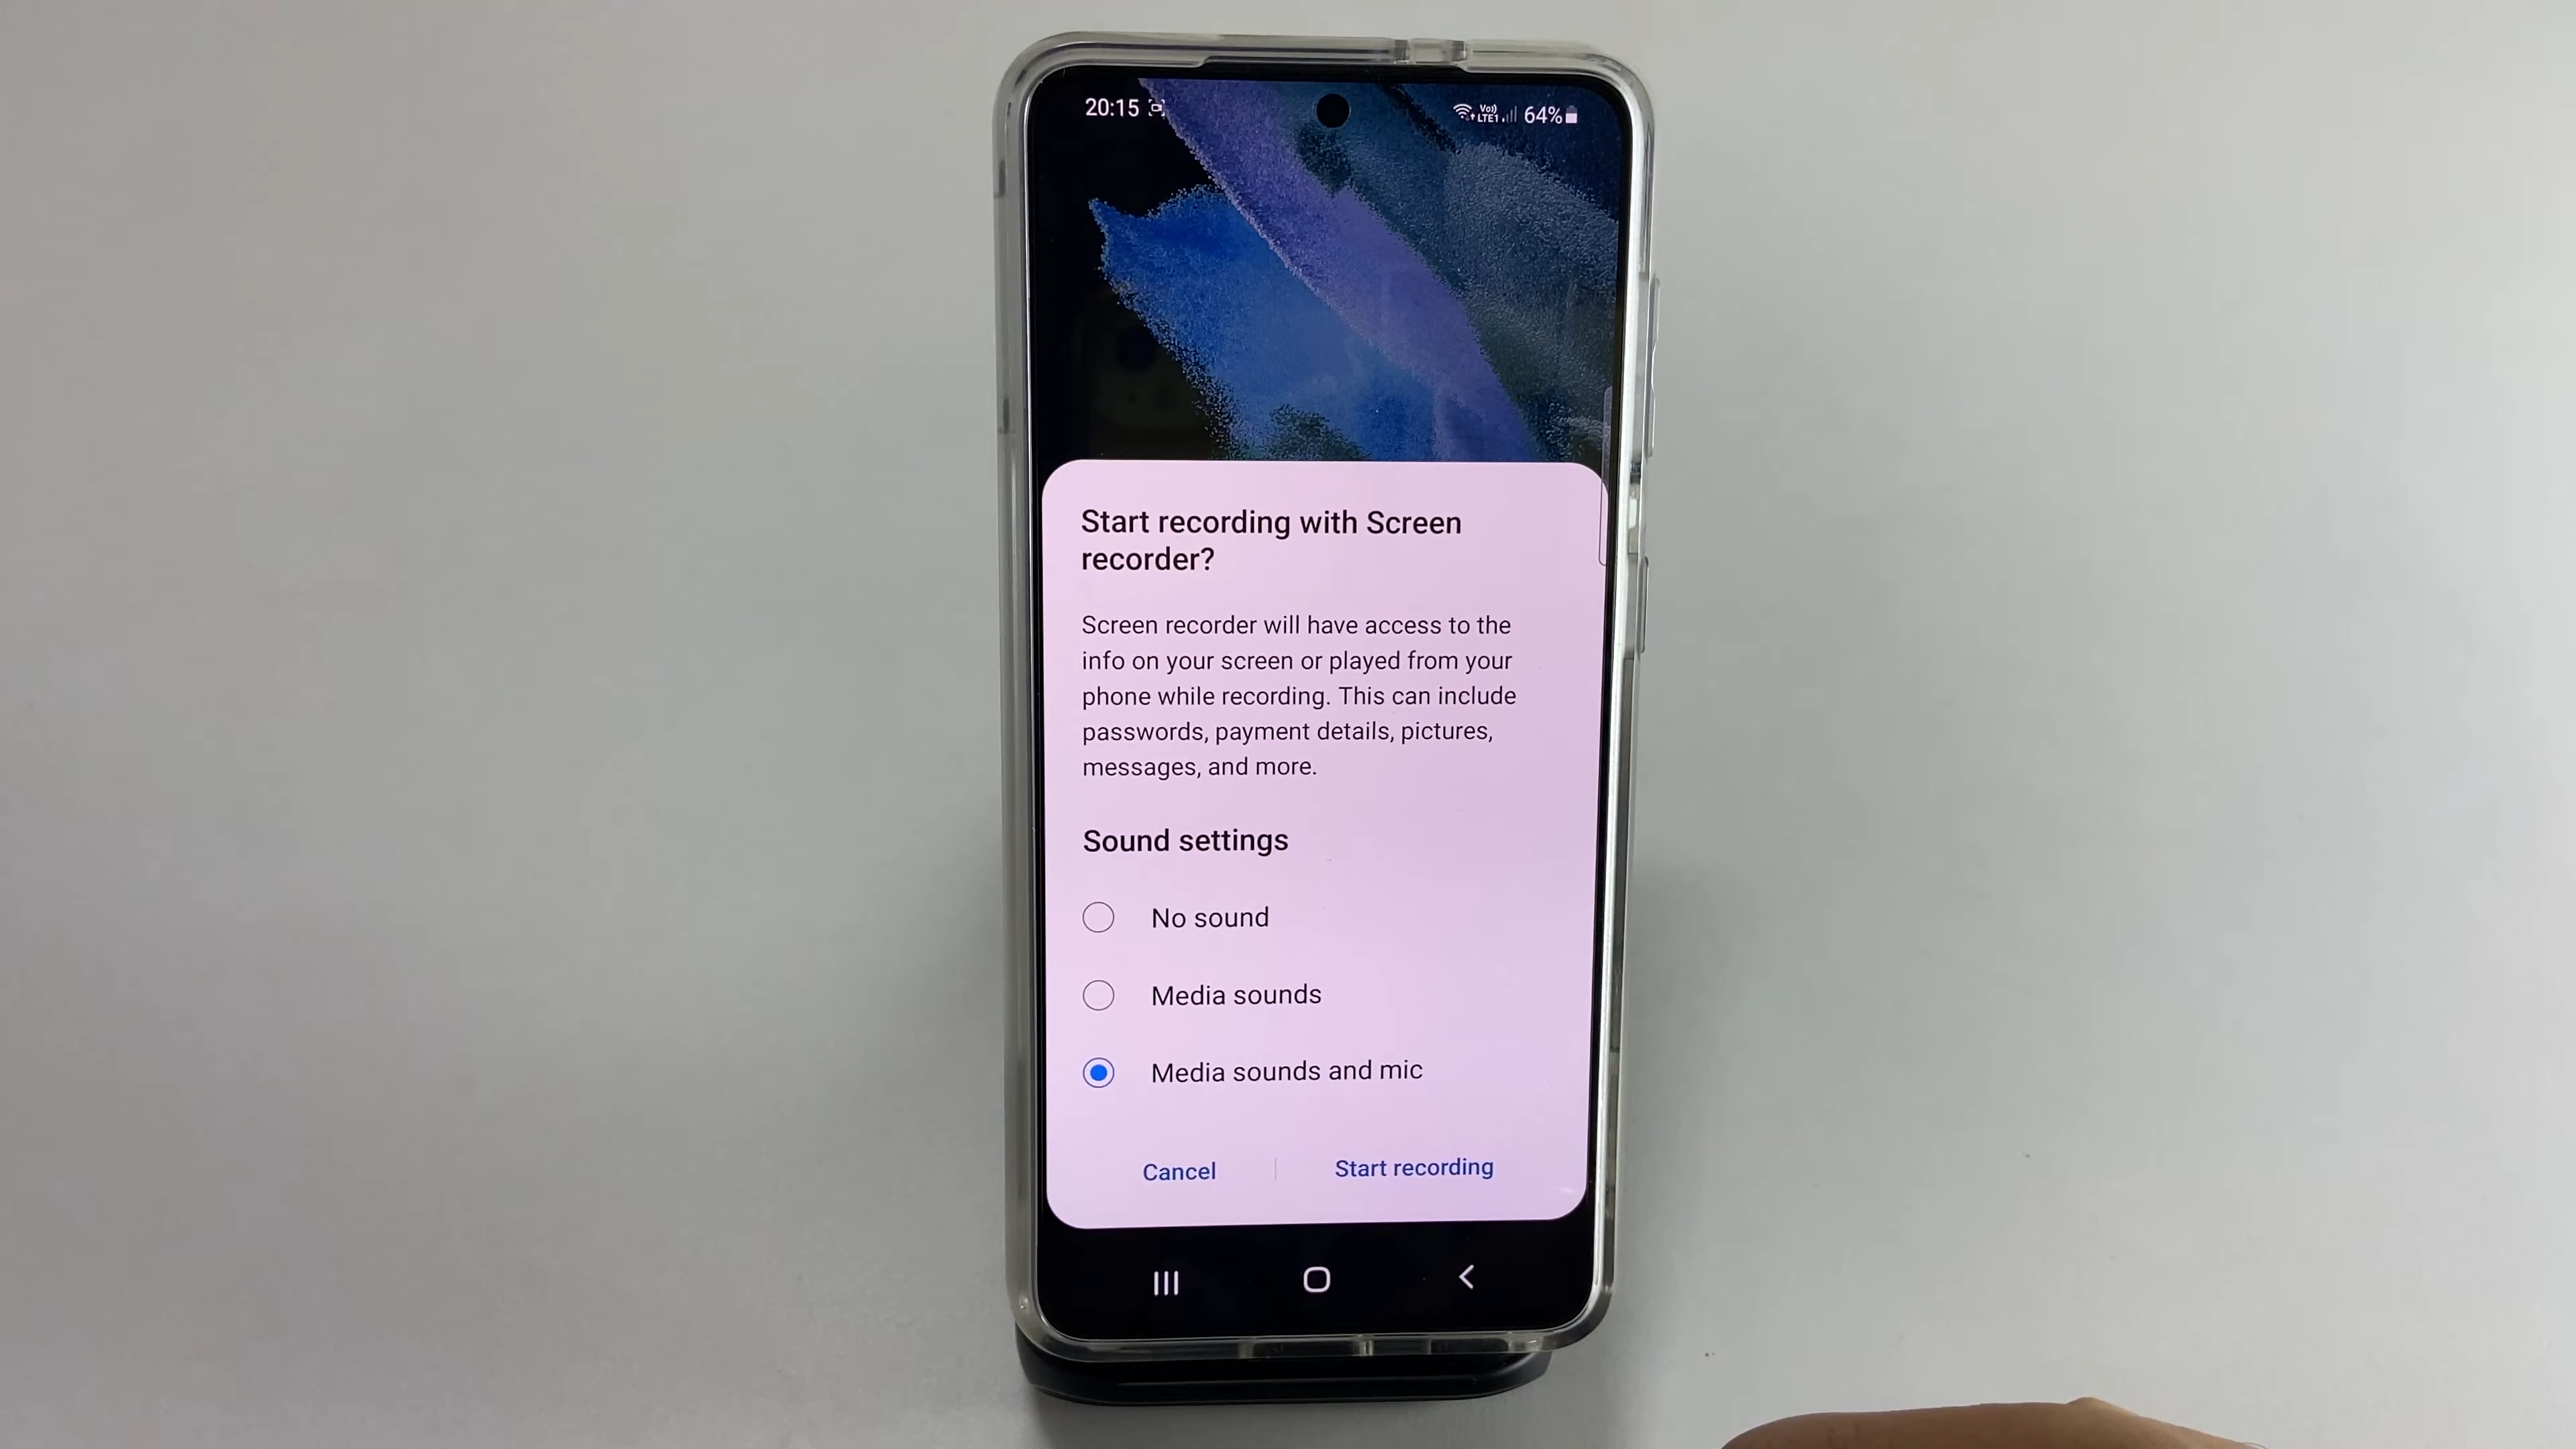 20:15
Vo))
LTE1
64%
Start recording with Screen
recorder?
Screen recorder will have access to the
info on your screen or played from your
phone while recording. This can include
passwords, payment details, pictures,
messages, and more.
Sound settings
No sound
Media sounds
Media sounds and mic
Cancel
Start recording